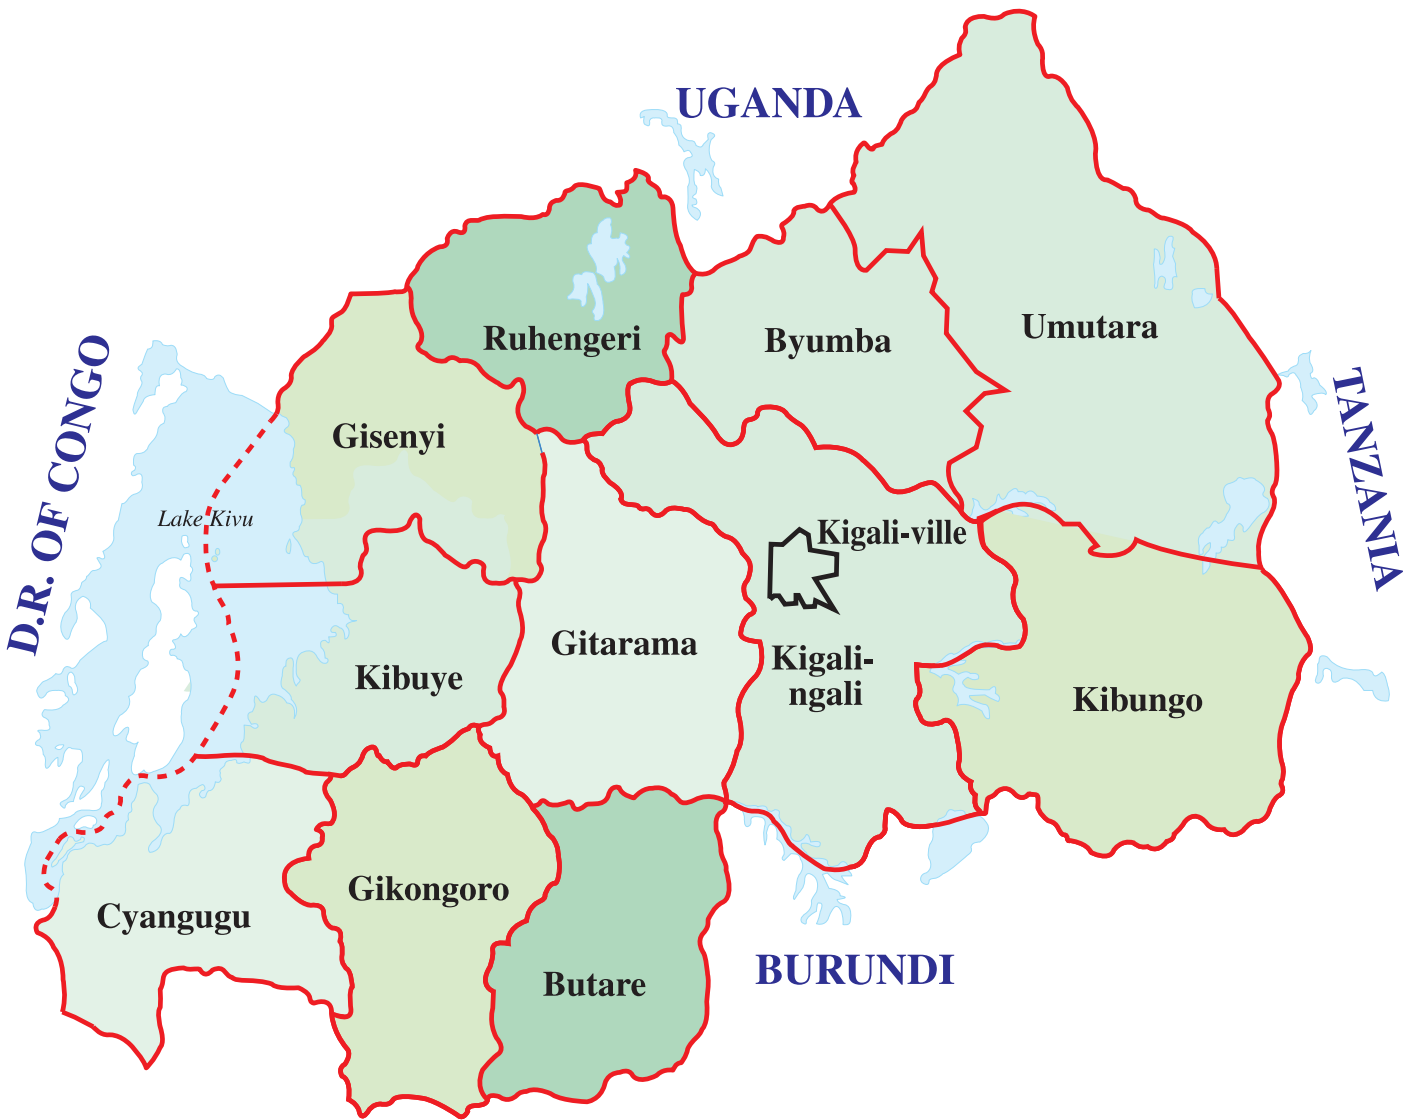 UGANDA
Umutara
Ruhengeri
Byumba
TANZANIA
D.R. OF CONGO
Gisenyi
Lake Kivu
Kigali-ville
Gitarama
Kigali-
ngali
Kibuye
Kibungo
Gikongoro
Cyangugu
BURUNDI
Butare